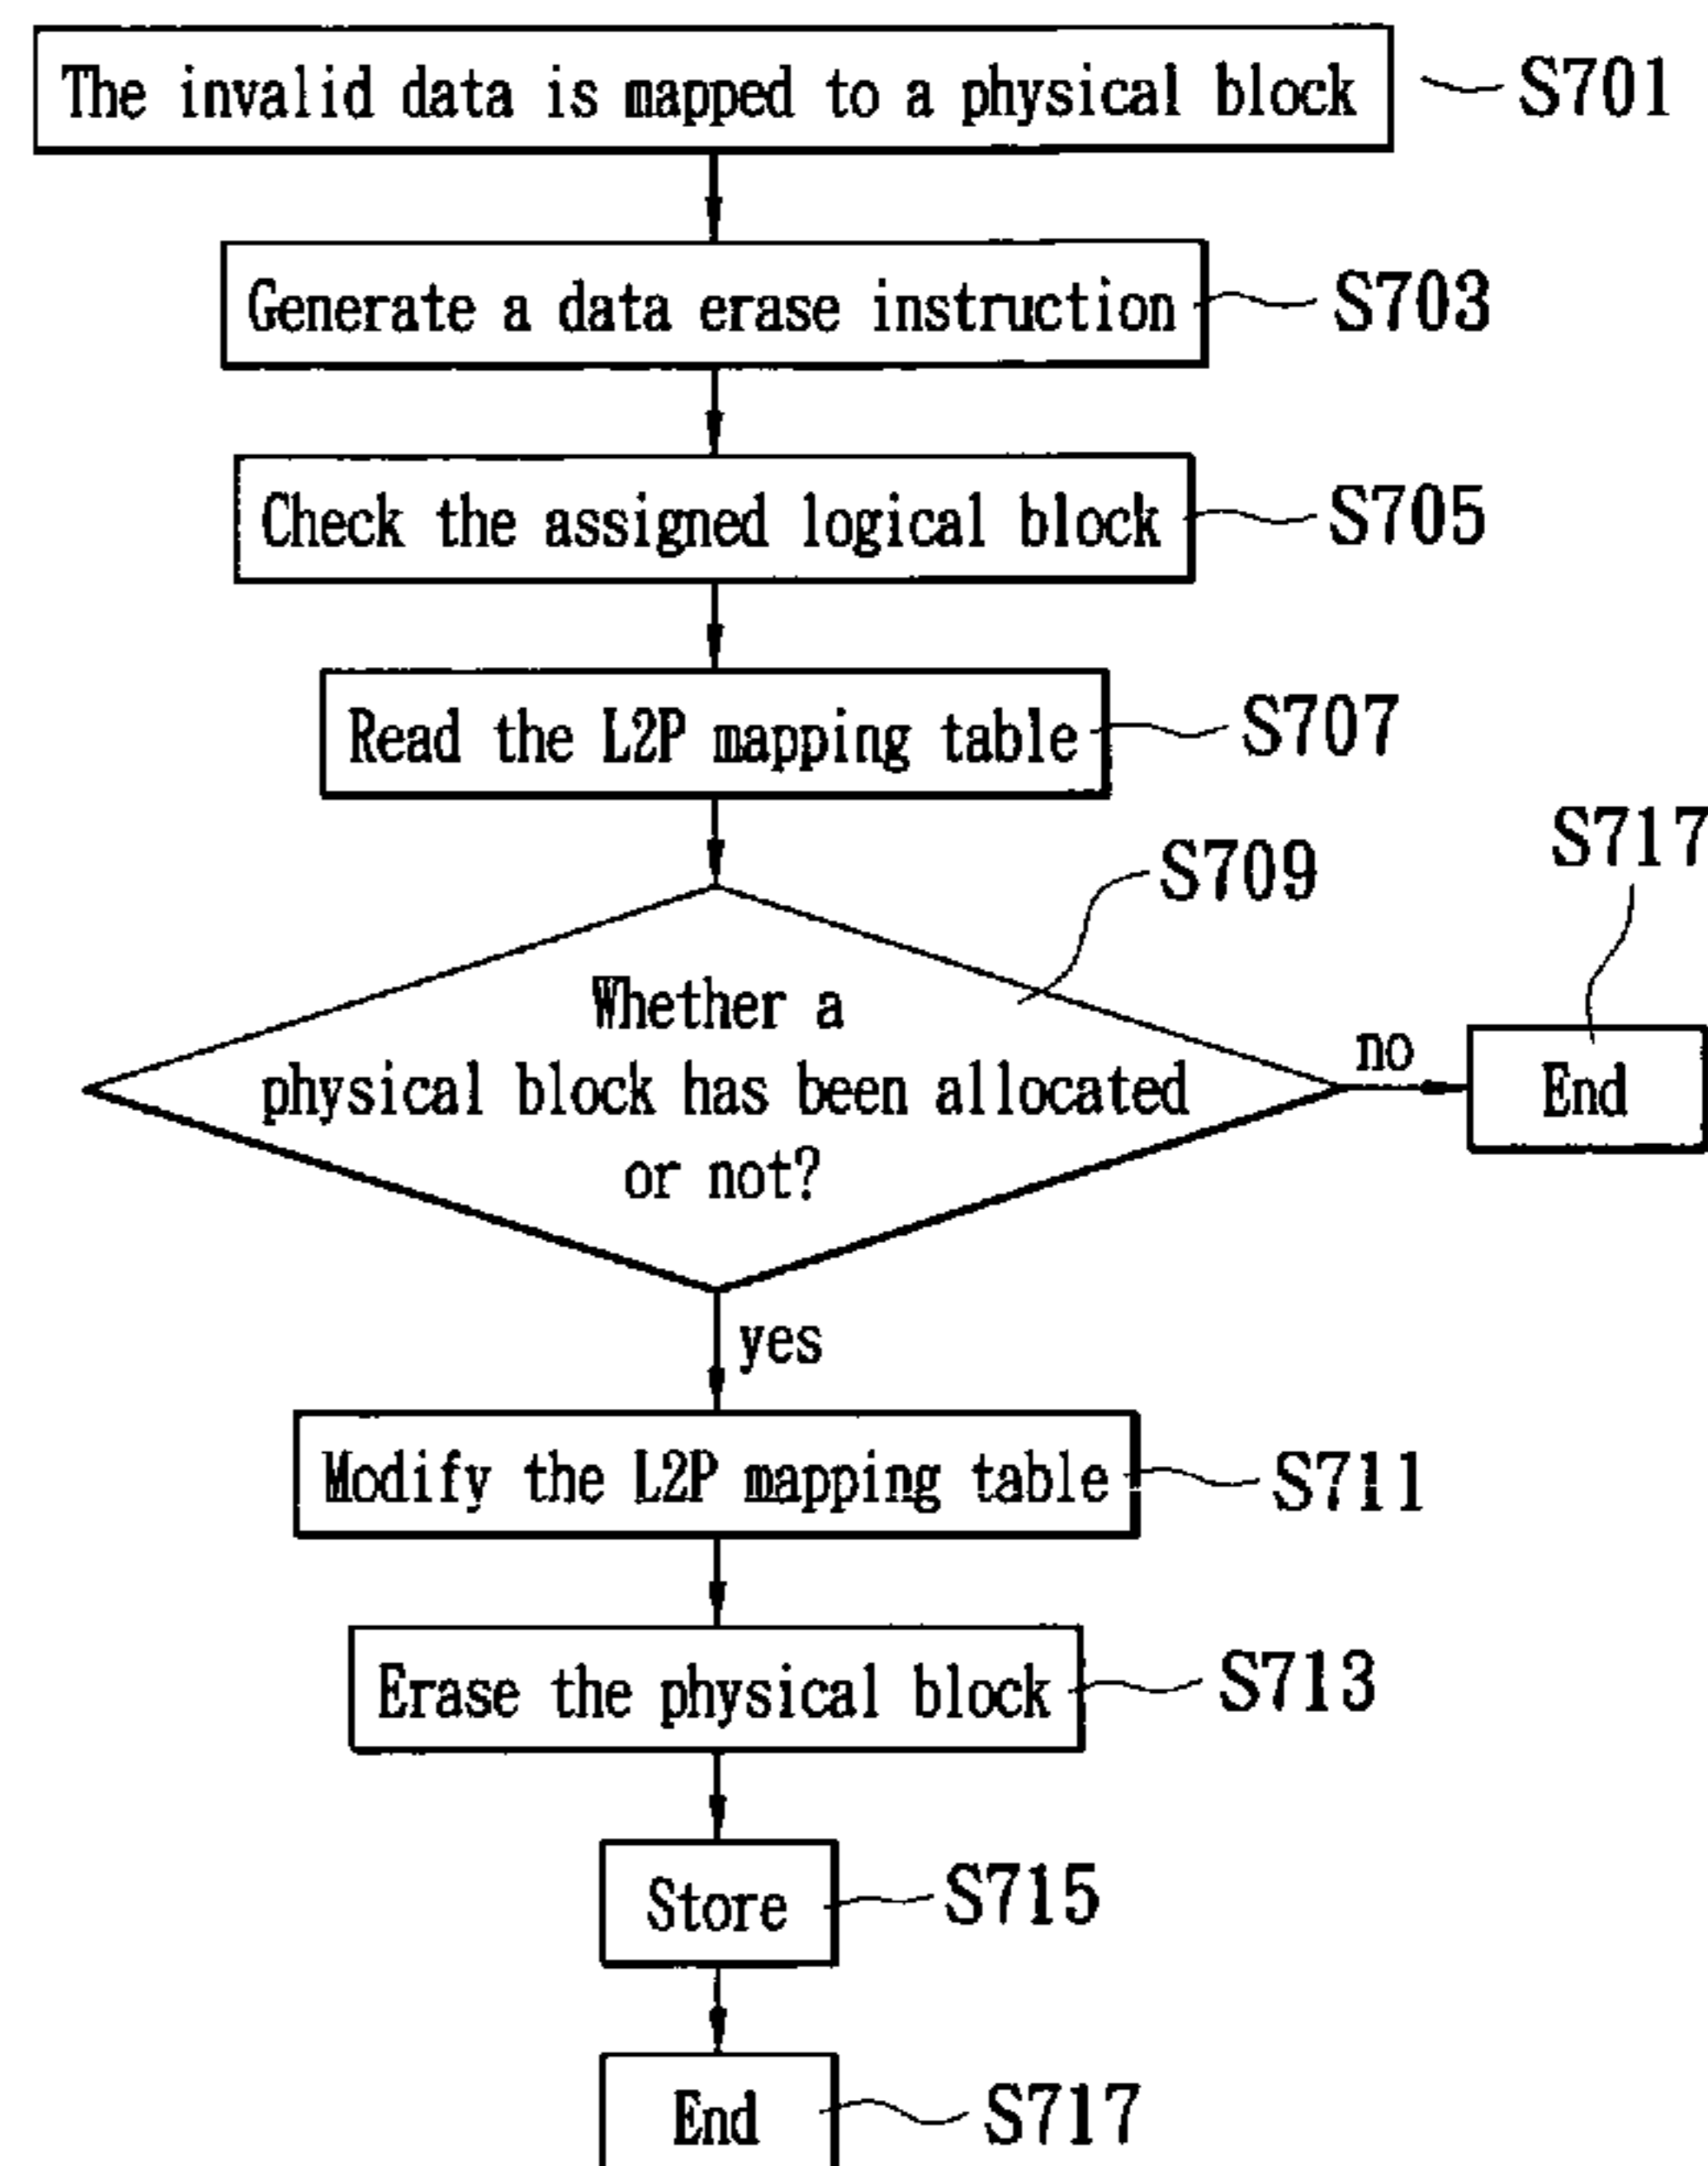 The invalid data is mapped to a physical block
S701
Generate a data erase instruction
S703
Check the assigned logical block
S705
Read the L2P mapping table
S707
S717
S709
Whether a
physical block has been allocated
or not?
no
End
yes
Modify the L2P mapping table
S711
Erase the physical block
S713
Store
S715
End
S717